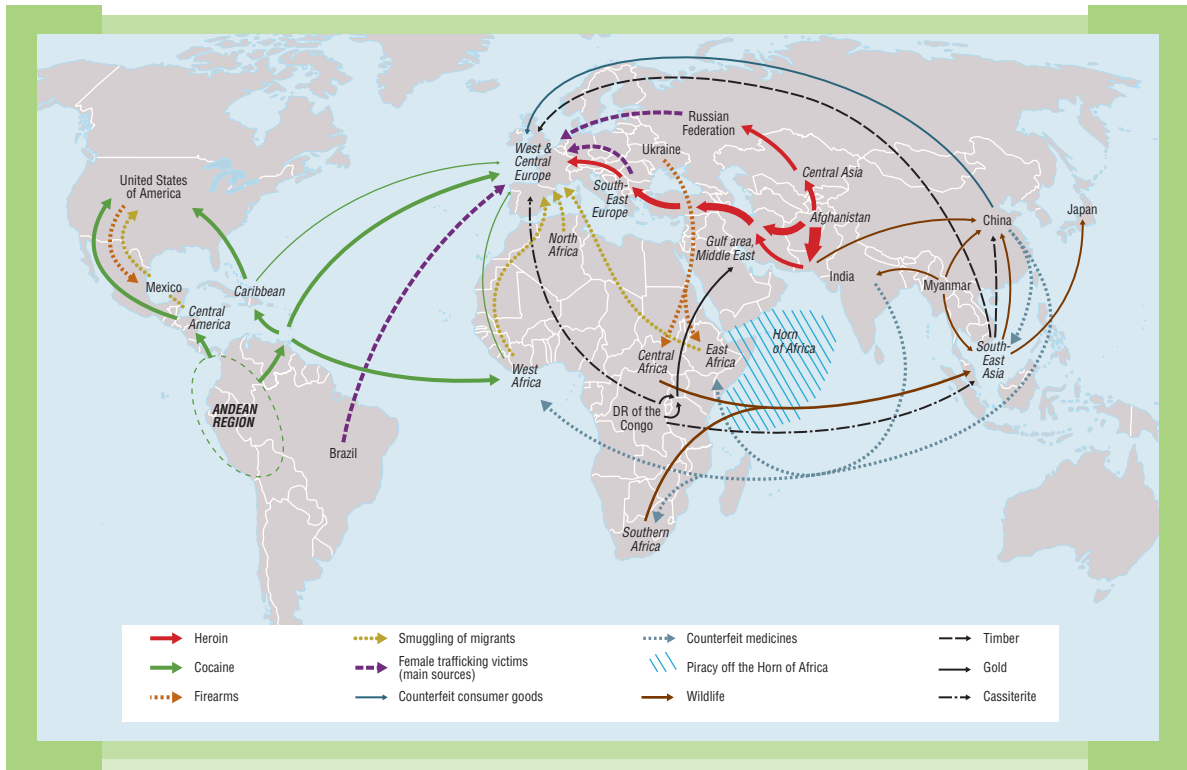 Russian
Federation
West &
Central
Europe
Ukraine
Central Asia
United States
of America
South-
East
Europe
Afghanistan
China
Japan
North
Africa
Gulf area,
Middle East
India
Myanmar
Mexico
Caribbean
Central
America
Horn
of Africa
Central
Africa
East
Africa
South-
East
Asia
West
Africa
ANDEAN
REGION
DR of the
Congo
Brazil
Southern
Africa
Heroin
Smuggling of migrants
Counterfeit medicines
Timber
Cocaine
Female trafficking victims
(main sources)
Piracy off the Horn of Africa
Gold
Firearms
Counterfeit consumer goods
Wildlife
Cassiterite